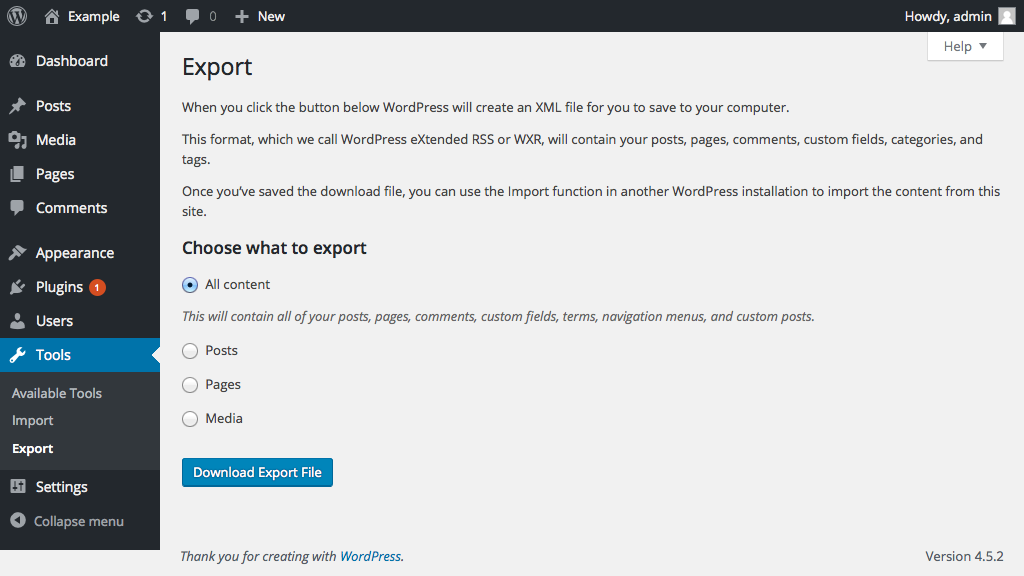 Example 1 0 New Howdy, admin
Help
Dashboard
Posts
Media
Pages
Comments
Appearance
Plugins 1
Users
Tools
Available Tools
Import
Export
Settings
Collapse menu
Export
When you click the button below WordPress will create an XML file for you to save to your computer.
This format, which we call WordPress eXtended RSS or WXR, will contain your posts, pages, comments, custom fields, categories, and
tags.
Once you’ve saved the download file, you can use the Import function in another WordPress installation to import the content from this
site.
Choose what to export
All content
This will contain all of your posts, pages, comments, custom fields, terms, navigation menus, and custom posts.
Posts
Pages
Media
Download Export File
Thank you for creating with WordPress. Version 4.5.2